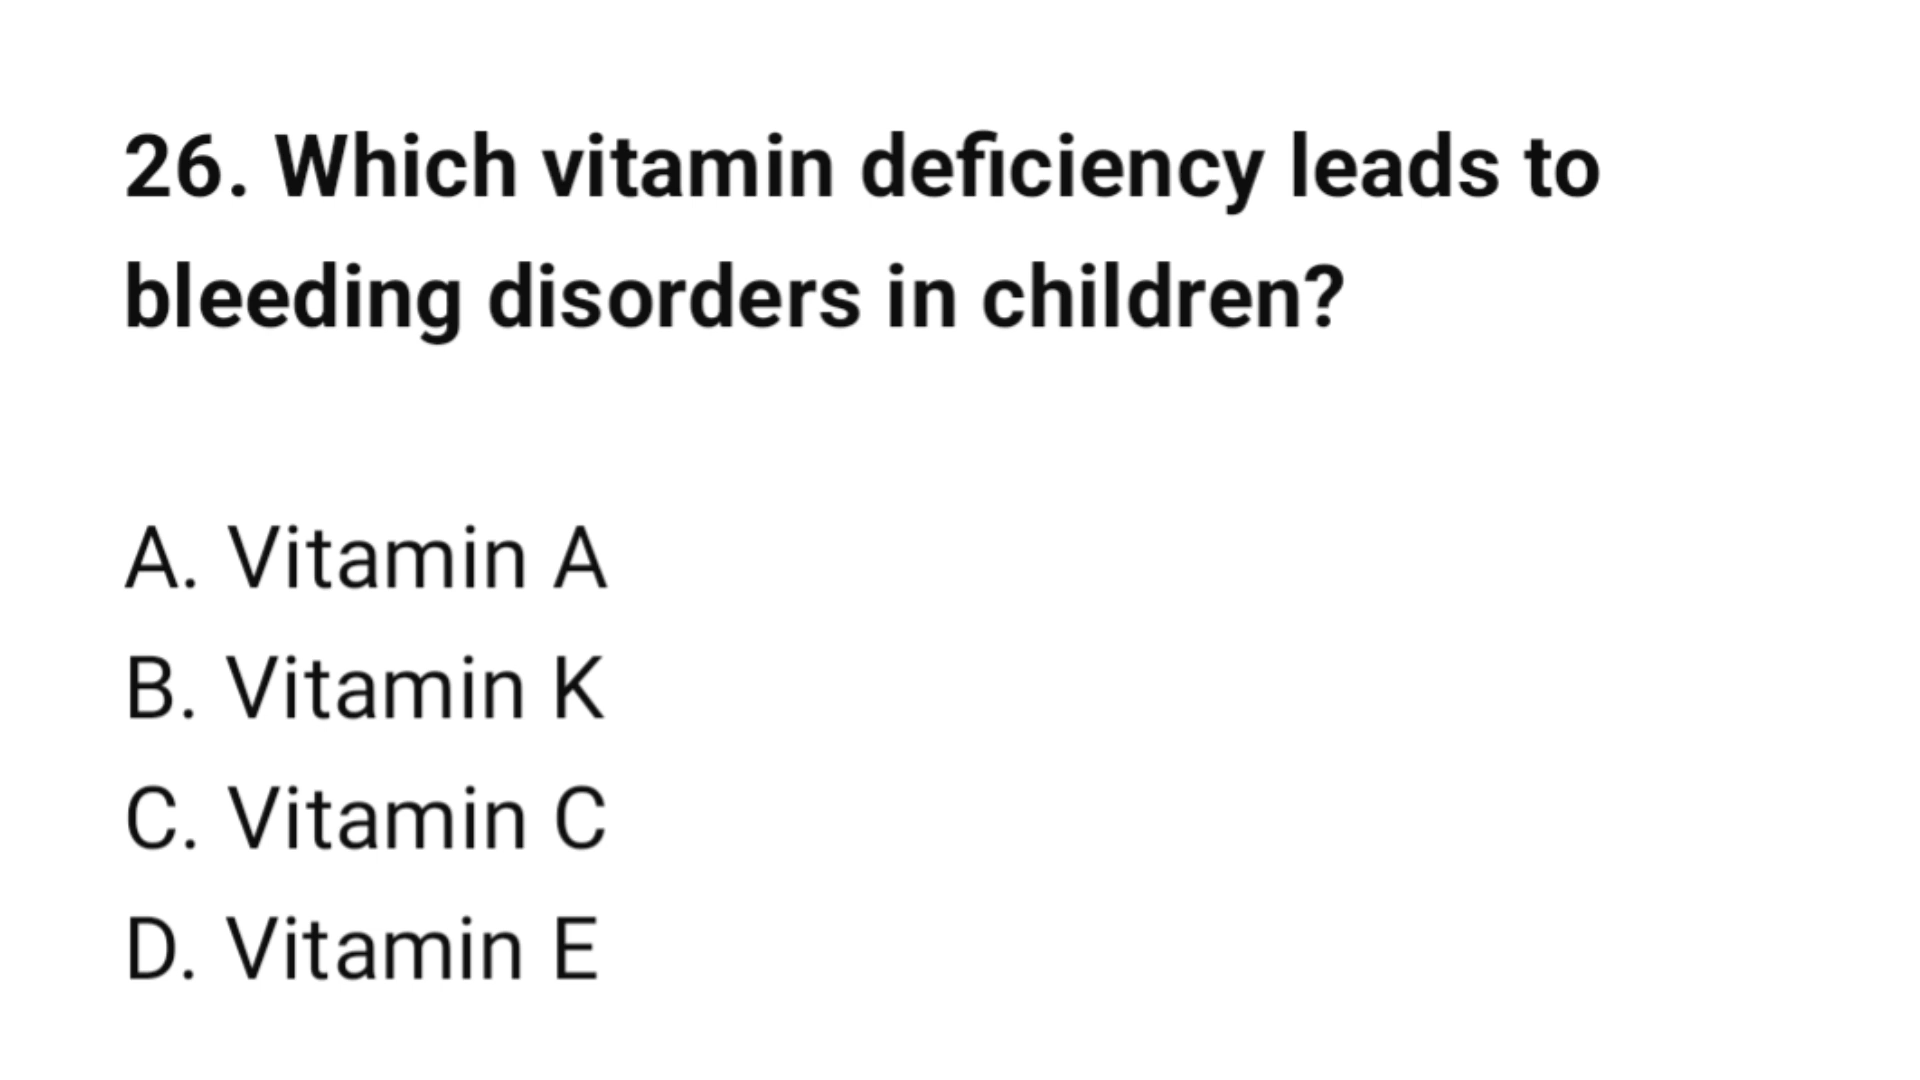 26. Which vitamin deficiency leads to
bleeding disorders in children?
A. Vitamin A
B. Vitamin K
C. Vitamin C
D. Vitamin E